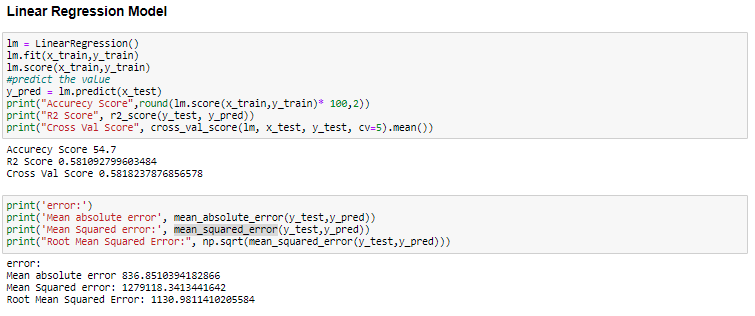 Linear Regression Model
lm = LinearRegression()
lm.fit(x_train,y_train)
lm.score(x_train,y_train)
#predict the value
y_pred = lm.predict(x_test)
print("Accurecy Score",round(lm.score(x_train,y_train)* 100,2))
print("R2 Score", r2_score(y_test, y_pred))
print("Cross Val Score", cross_val_score(lm, x_test, y_test, cv=5).mean())
Accurecy Score 54.7
R2 Score 0.581092799603484
Cross Val Score 0.5818237876856578
print('error:')
print('Mean absolute error', mean_absolute_error(y_test,y_pred))
print('Mean Squared error:', mean_squared_error(y_test,y_pred))
print("Root Mean Squared Error:", np.sqrt(mean_squared_error(y_test,y_pred)))
error:
Mean absolute error 836.8510394182866
Mean Squared error: 1279118.3413441642
Root Mean Squared Error: 1130.9811410205584